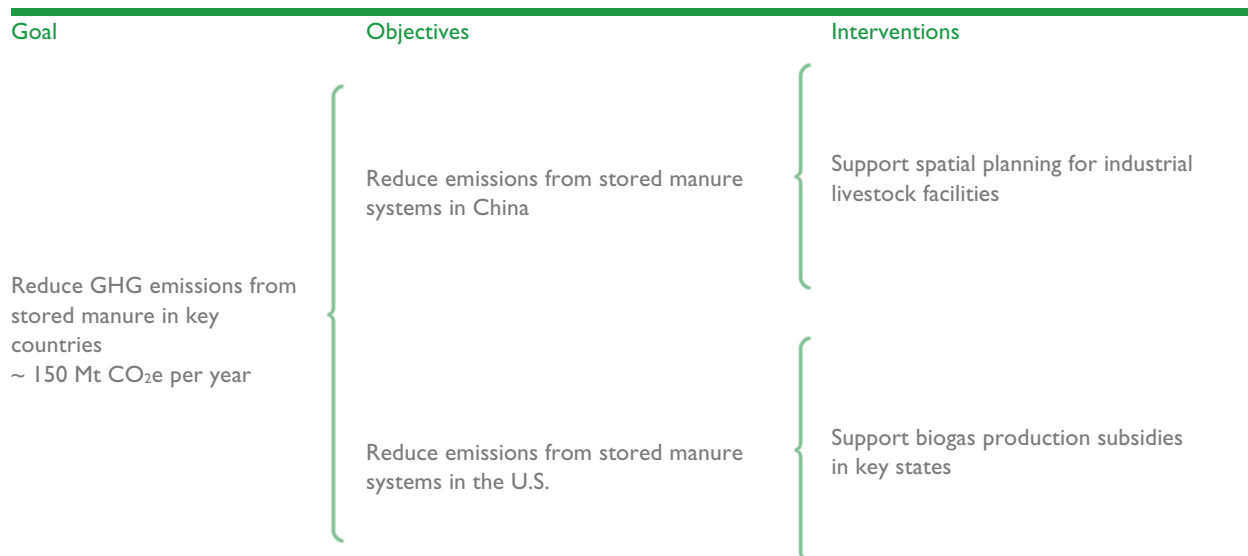 Goal
Objectives
Interventions
Reduce GHG emissions from
stored manure in key
countries
~ 150 Mt CO₂e per year
Reduce emissions from stored manure
systems in China
Support spatial planning for industrial
livestock facilities
Reduce emissions from stored manure
systems in the U.S.
Support biogas production subsidies
in key states